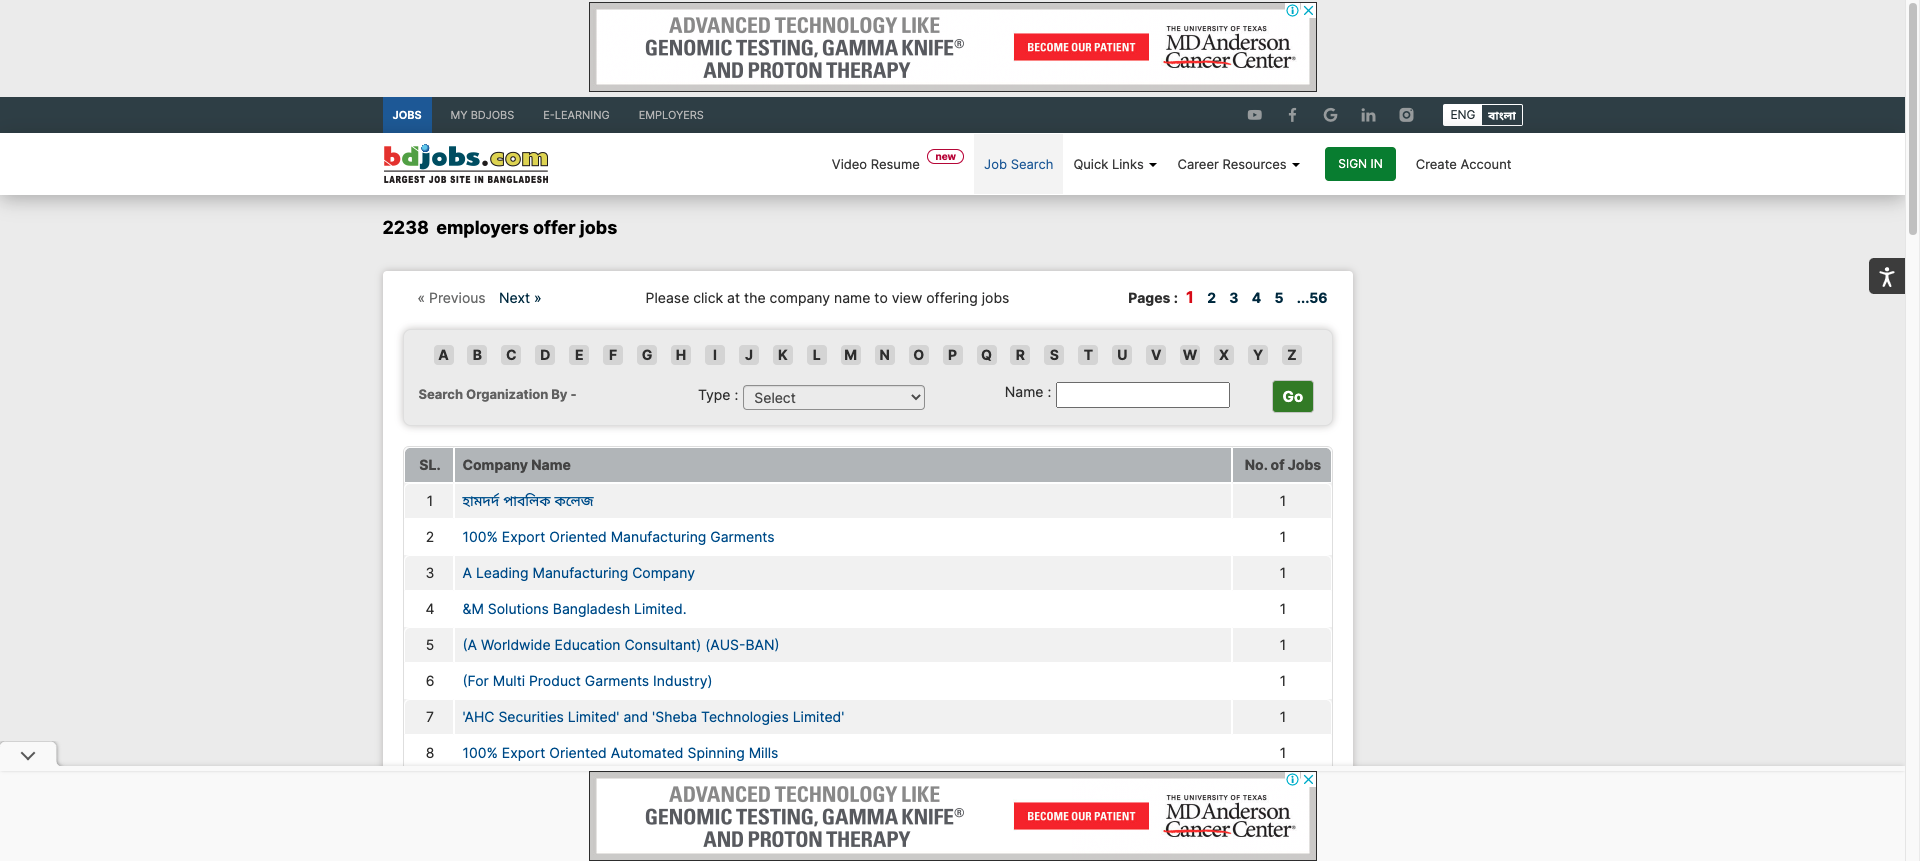 ADVANCED TECHNOLOGY LIKE
GENOMIC TESTING, GAMMA KNIFE®
AND PROTON THERAPY
BECOME OUR PATIENT
THE UNIVERSITY OF TEXAS
MD Anderson
Cancer Center®
JOBS MY BDJOBS E-LEARNING EMPLOYERS ENG বাংলা
bdjobs.com
LARGEST JOB SITE IN BANGLADESH
Video Resume new Job Search Quick Links Career Resources SIGN IN Create Account
2238 employers offer jobs
« Previous Next » Please click at the company name to view offering jobs Pages : 1 2 3 4 5 ...56
A B C D E F G H I J K L M N O P Q R S T U V W X Y Z
Search Organization By - Type : Select Name : Go
SL. Company Name No. of Jobs
1 হামদর্দ পাবলিক কলেজ 1
2 100% Export Oriented Manufacturing Garments 1
3 A Leading Manufacturing Company 1
4 &M Solutions Bangladesh Limited. 1
5 (A Worldwide Education Consultant) (AUS-BAN) 1
6 (For Multi Product Garments Industry) 1
7 'AHC Securities Limited' and 'Sheba Technologies Limited' 1
8 100% Export Oriented Automated Spinning Mills 1
ADVANCED TECHNOLOGY LIKE
GENOMIC TESTING, GAMMA KNIFE®
AND PROTON THERAPY
BECOME OUR PATIENT
THE UNIVERSITY OF TEXAS
MD Anderson
Cancer Center®